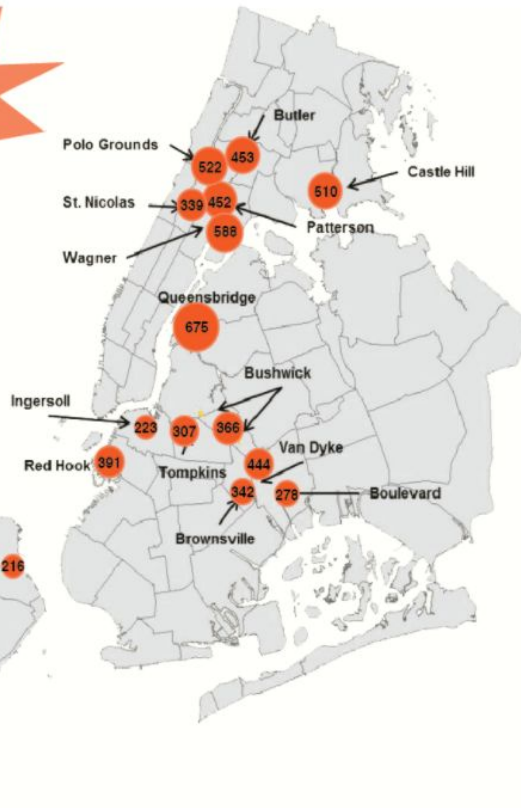 Butler
Polo Grounds
453
522
Castle Hill
510
St. Nicolas
339
452
Patterson
588
Wagner
Queensbridge
675
Bushwick
Ingersoll
223
307
366
Van Dyke
Red Hook
391
Tompkins
444
342
278
Boulevard
Brownsville
216